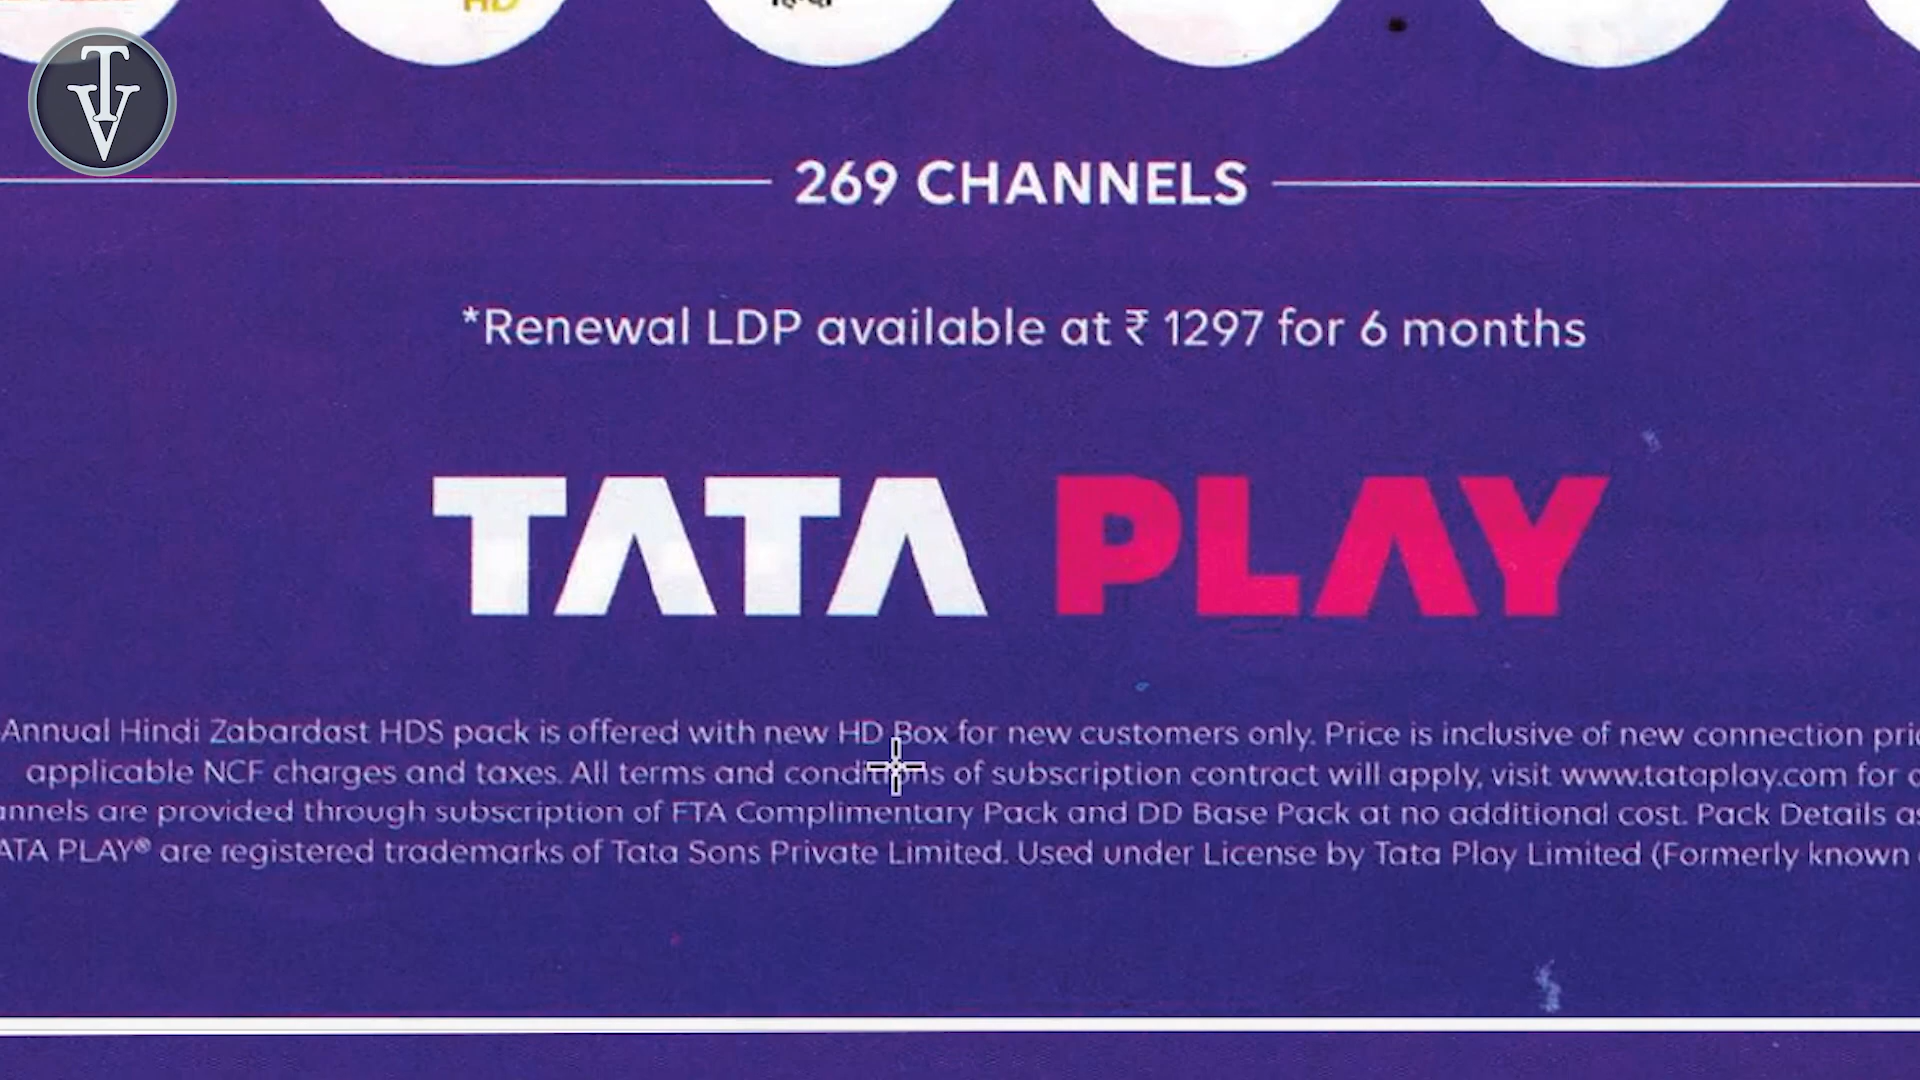 HD
हिन्दी
TV
269 CHANNELS
*Renewal LDP available at ₹ 1297 for 6 months
TATA PLAY
Annual Hindi Zabardast HDS pack is offered with new HD Box for new customers only. Price is inclusive of new connection
applicable NCF charges and taxes. All terms and conditions of subscription contract will apply, visit www.tataplay.com for
are provided through subscription of FTA Complimentary Pack and DD Base Pack at no additional cost. Pack Details
PLAY® are registered trademarks of Tata Sons Private Limited. Used under License by Tata Play Limited (Formerly known